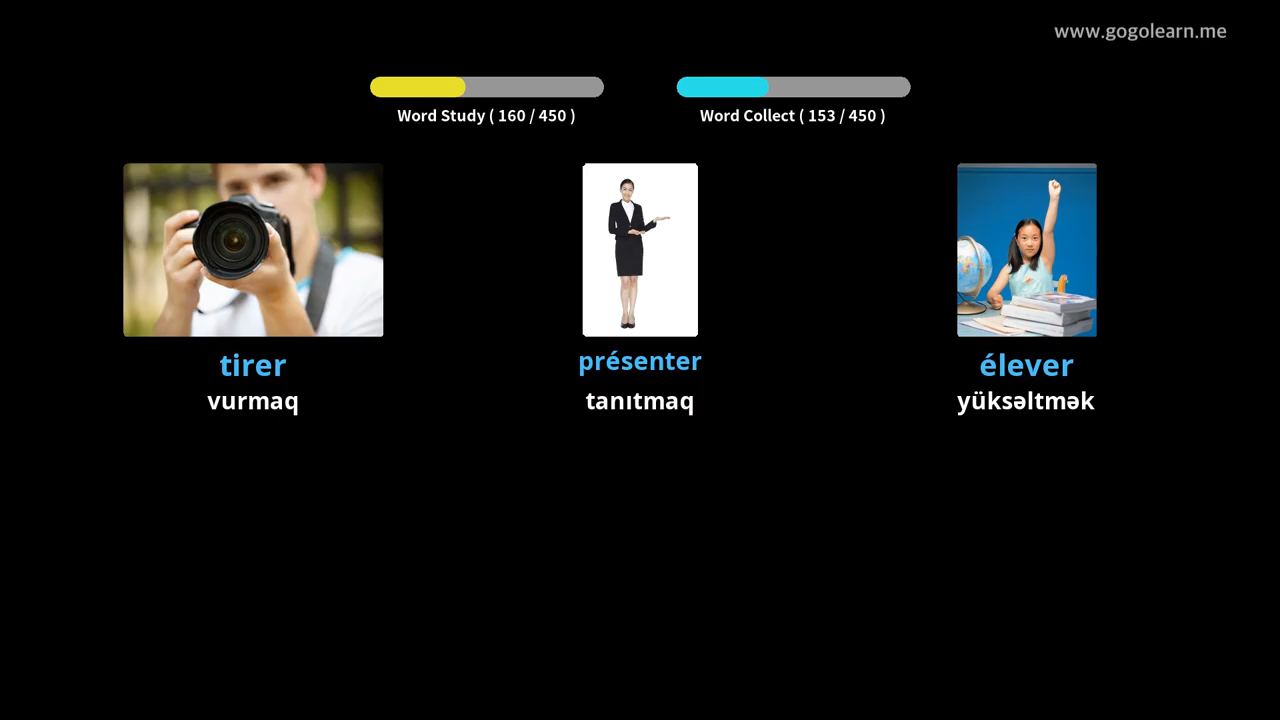 www.gogolearn.me
Word Study ( 160 / 450 )
Word Collect ( 153 / 450 )
tirer
vurmaq
présenter
tanıtmaq
élever
yüksəltmək